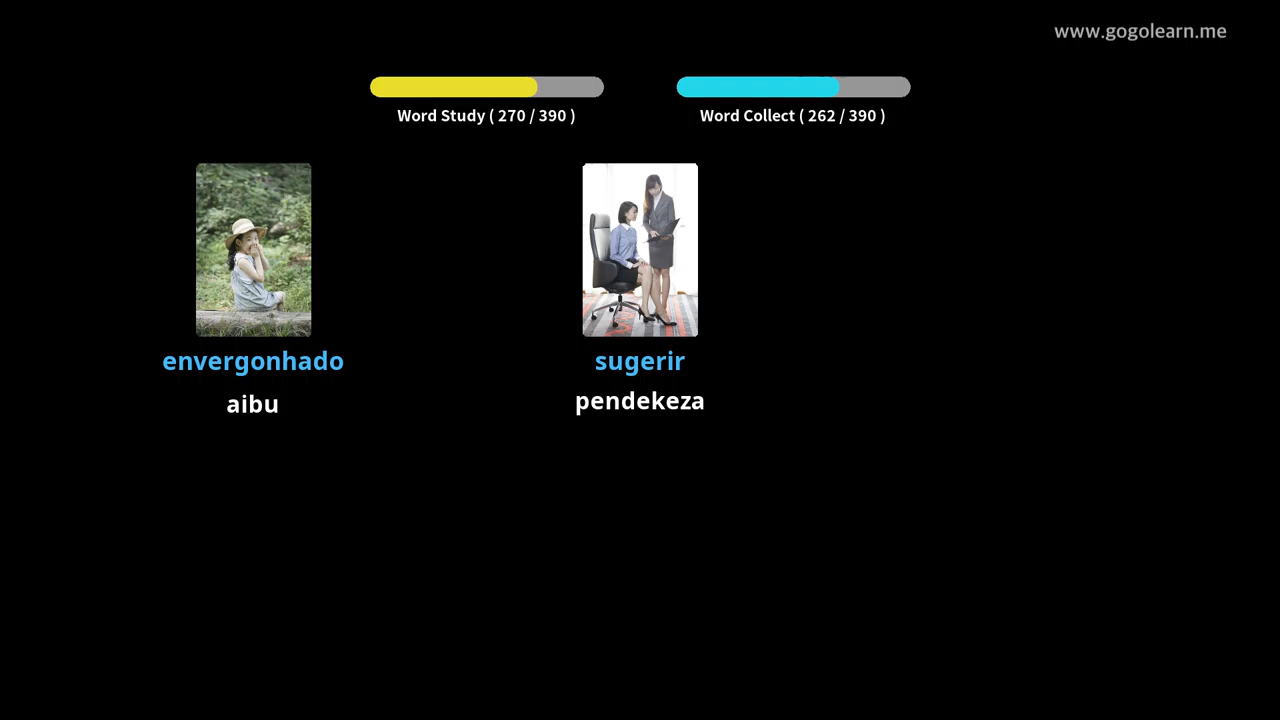 www.gogolearn.me
Word Study ( 270 / 390 )
Word Collect ( 262 / 390 )
envergonhado
aibu
sugerir
pendekeza